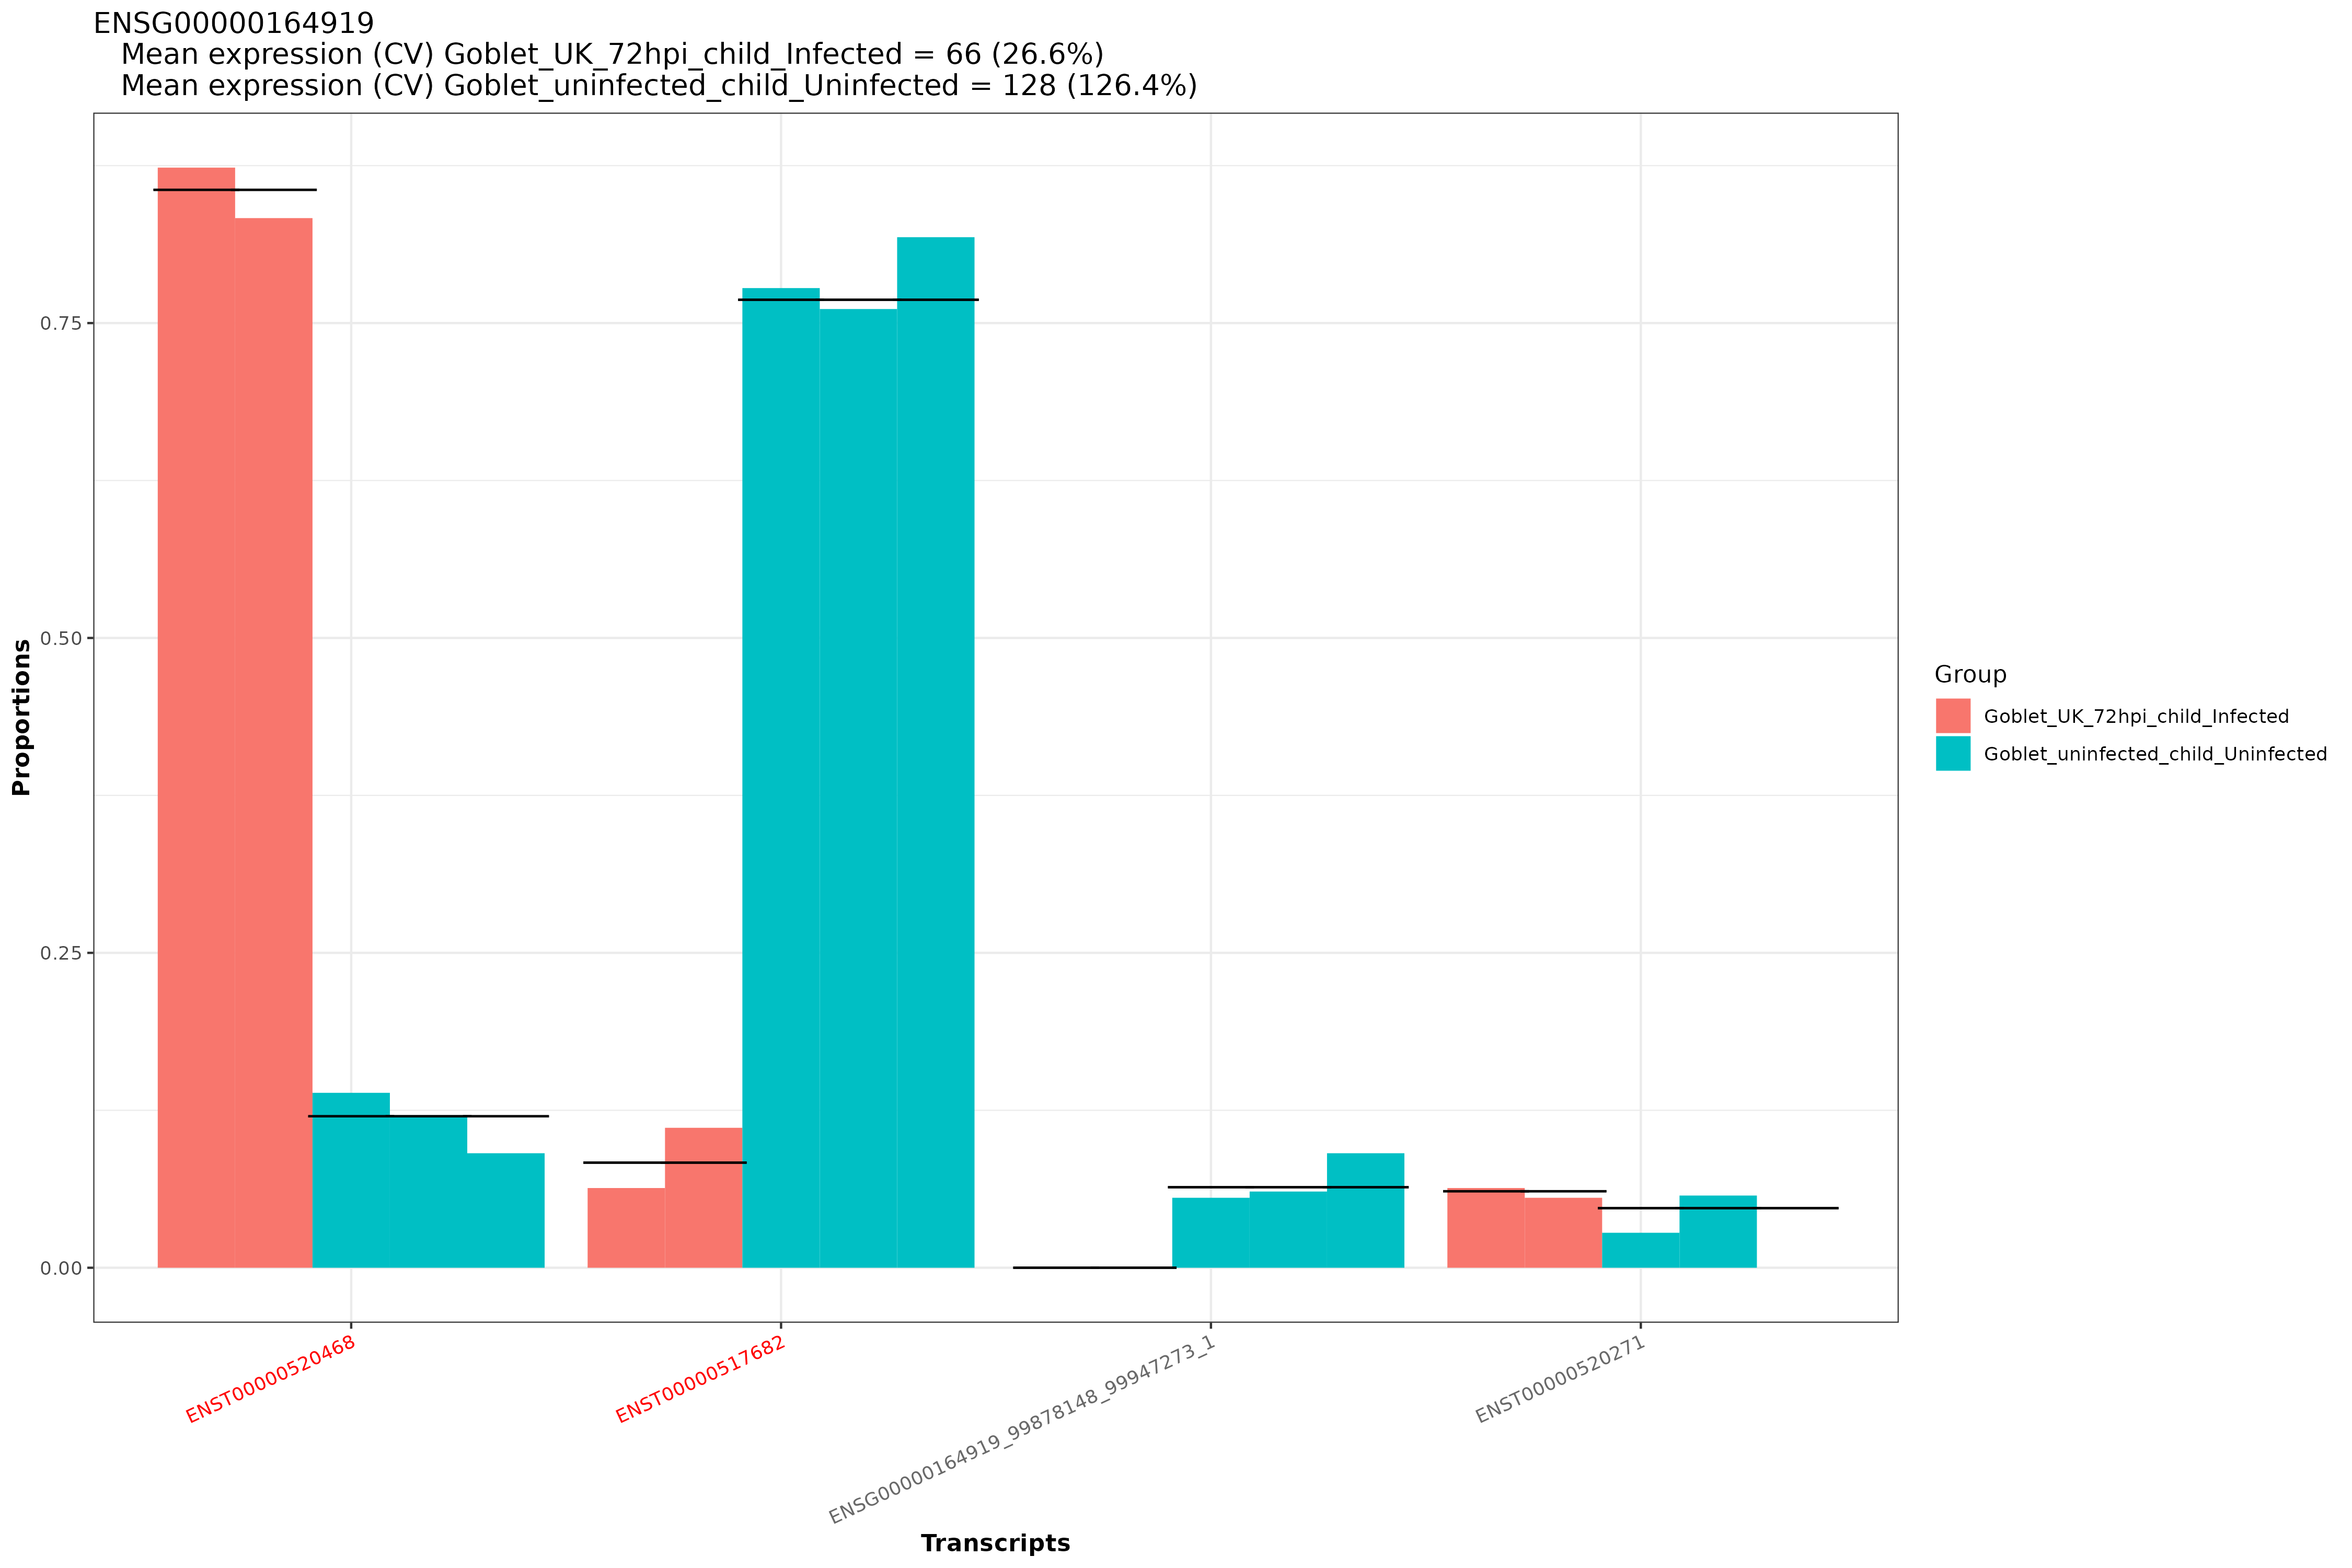 ENSG00000164919
Mean expression (CV) Goblet_UK_72hpi_child_Infected = 66 (26.6%)
Mean expression (CV) Goblet_uninfected_child_Uninfected = 128 (126.4%)
Proportions
0.75
0.50
0.25
0.00
ENST00000520468
ENST00000517682
ENSG00000164919_99878148_99947273_1
ENST00000520271
Transcripts
Group
Goblet_UK_72hpi_child_Infected
Goblet_uninfected_child_Uninfected